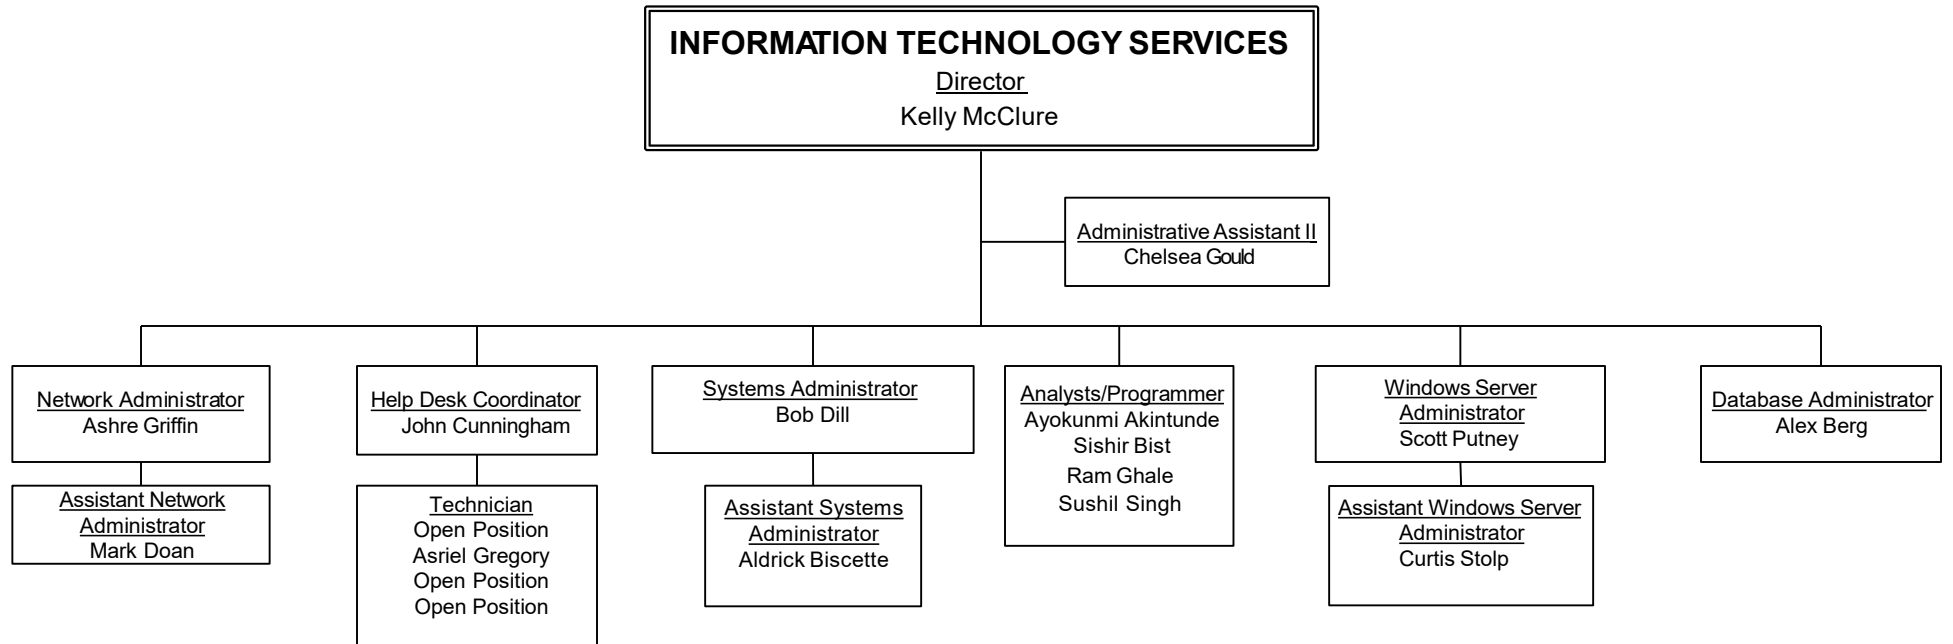 INFORMATION TECHNOLOGY SERVICES
Director
Kelly McClure
Administrative Assistant II
Chelsea Gould
Network Administrator
Ashre Griffin
Assistant Network
Administrator
Mark Doan
Help Desk Coordinator
John Cunningham
Technician
Open Position
Asriel Gregory
Open Position
Open Position
Systems Administrator
Bob Dill
Assistant Systems
Administrator
Aldrick Biscette
Analysts/Programmer
Ayokunmi Akintunde
Sishir Bist
Ram Ghale
Sushil Singh
Windows Server
Administrator
Scott Putney
Assistant Windows Server
Administrator
Curtis Stolp
Database Administrator
Alex Berg